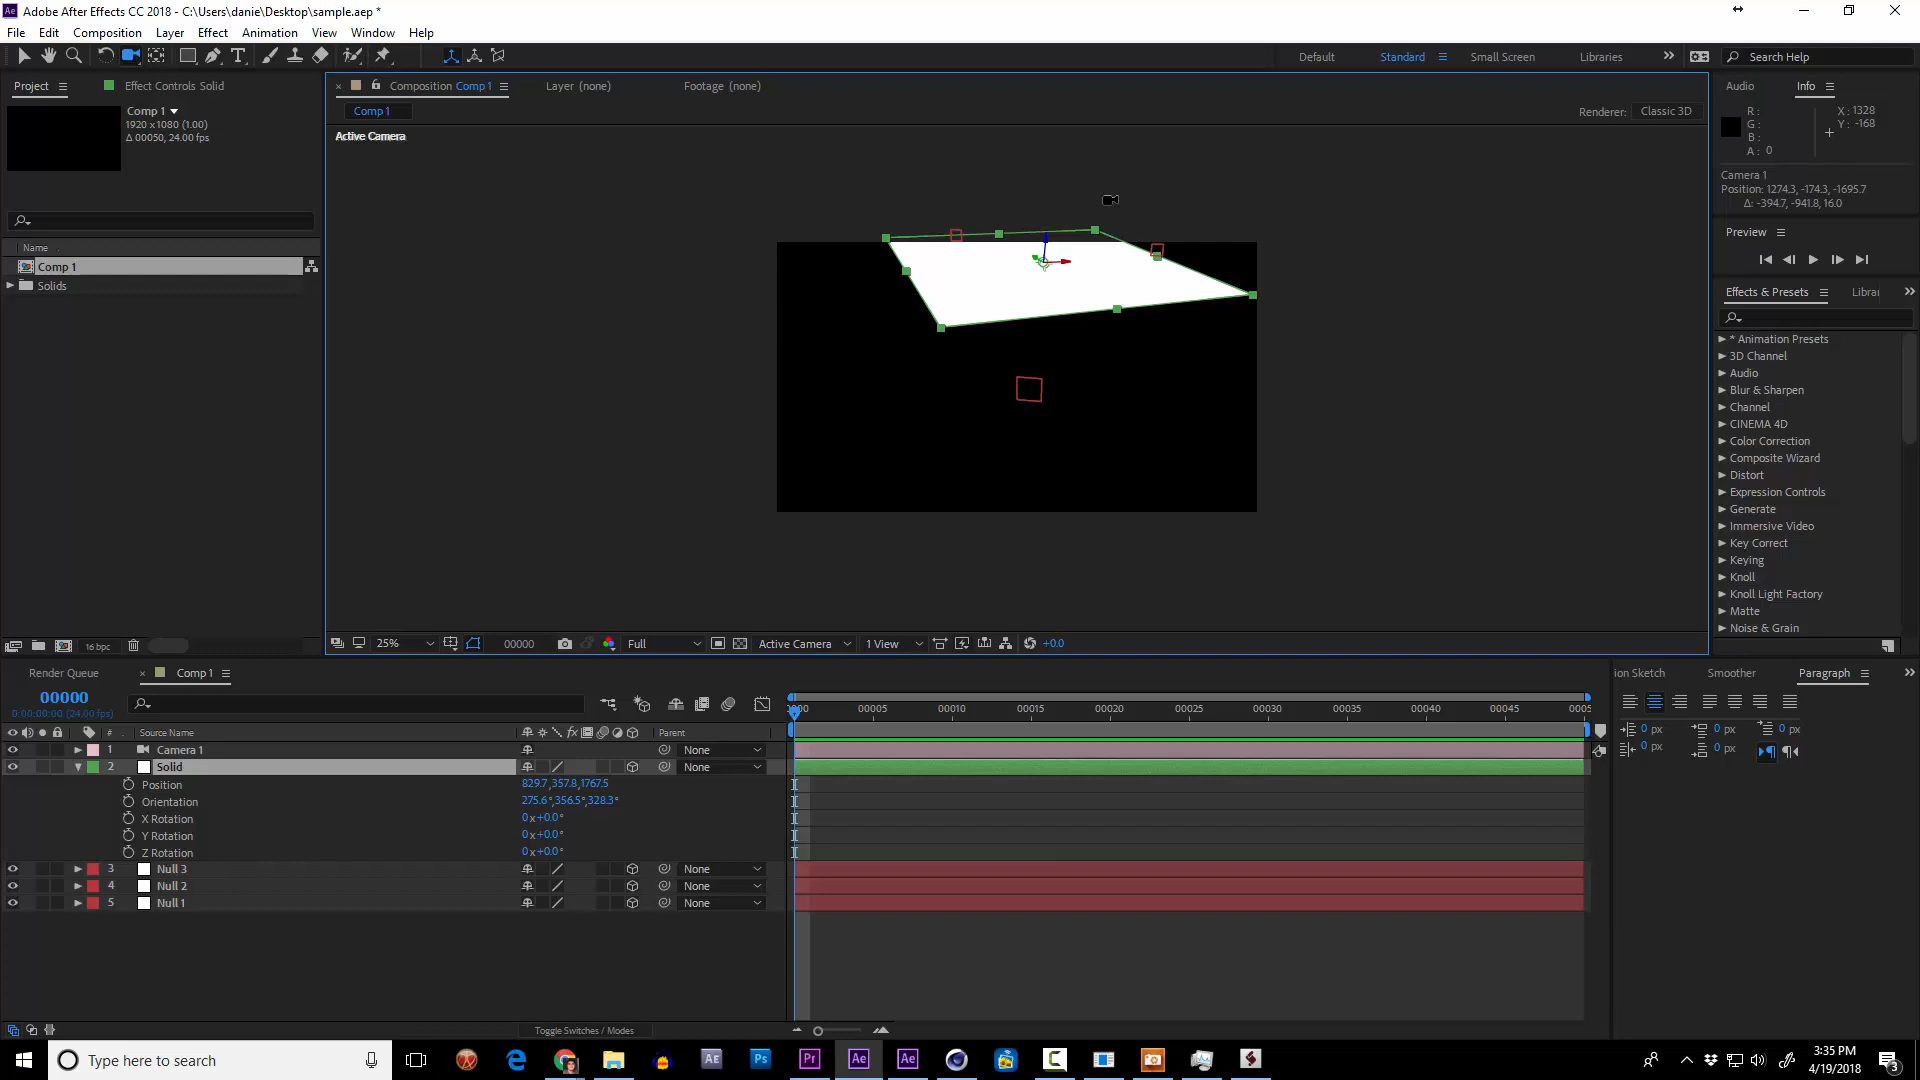 Adobe After Effects CC 2018 - C:\Users\danie\Desktop\sample.aep *
File Edit Composition Layer Effect Animation View Window Help
Default Standard Small Screen Libraries Search Help
Project Effect Controls Solid
Comp 1
1920 x 1080 (1.00)
Δ 00050, 24.00 fps
Name
Comp 1
Solids
16 bpc
Composition Comp 1 Layer (none) Footage (none)
Comp 1
Renderer: Classic 3D
Active Camera
25% 00000 Full Active Camera 1 View +0.0
Audio Info
R : X : 1328
G : Y : -168
B :
A : 0
Camera 1
Position: 1274.3, -174.3, -1695.7
Δ: -394.7, -941.8, 16.0
Preview
Effects & Presets Librar
* Animation Presets
3D Channel
Audio
Blur & Sharpen
Channel
CINEMA 4D
Color Correction
Composite Wizard
Distort
Expression Controls
Generate
Immersive Video
Key Correct
Keying
Knoll
Knoll Light Factory
Matte
Noise & Grain
Render Queue Comp 1
00000
0:00:00:00 (24.00 fps)
# Source Name fx Parent
1 Camera 1 None
2 Solid None
Position 829.7,357.8,1767.5
Orientation 275.6°,356.5°,328.3°
X Rotation 0x+0.0°
Y Rotation 0x+0.0°
Z Rotation 0x+0.0°
3 Null 3 None
4 Null 2 None
5 Null 1 None
Toggle Switches / Modes
00005 00010 00015 00020 00025 00030 00035 00040 00045
ion Sketch Smoother Paragraph
0 px 0 px 0 px
0 px 0 px
Type here to search
3:35 PM
4/19/2018
3